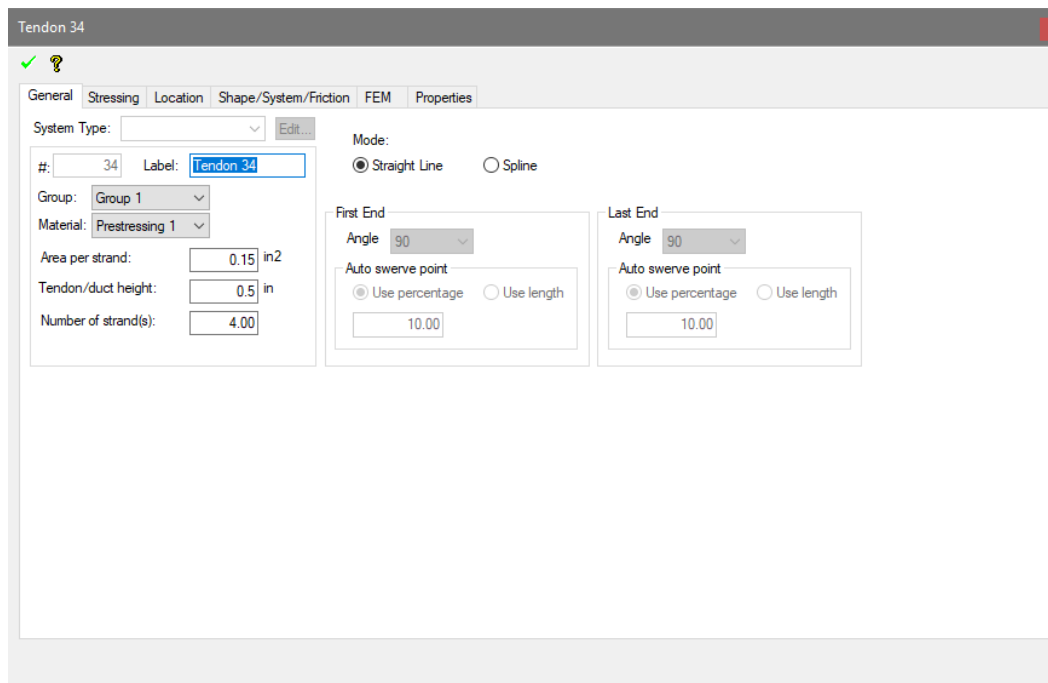 Tendon 34
?
General Stressing Location Shape/System/Friction FEM Properties
System Type: Edit...
Mode:
#: 34 Label: Tendon 34
Straight Line Spline
Group: Group 1
Material: Prestressing 1
Area per strand: 0.15 in2
Tendon/duct height: 0.5 in
Number of strand(s): 4.00
First End
Angle 90
Auto swerve point
Use percentage Use length
10.00
Last End
Angle 90
Auto swerve point
Use percentage Use length
10.00